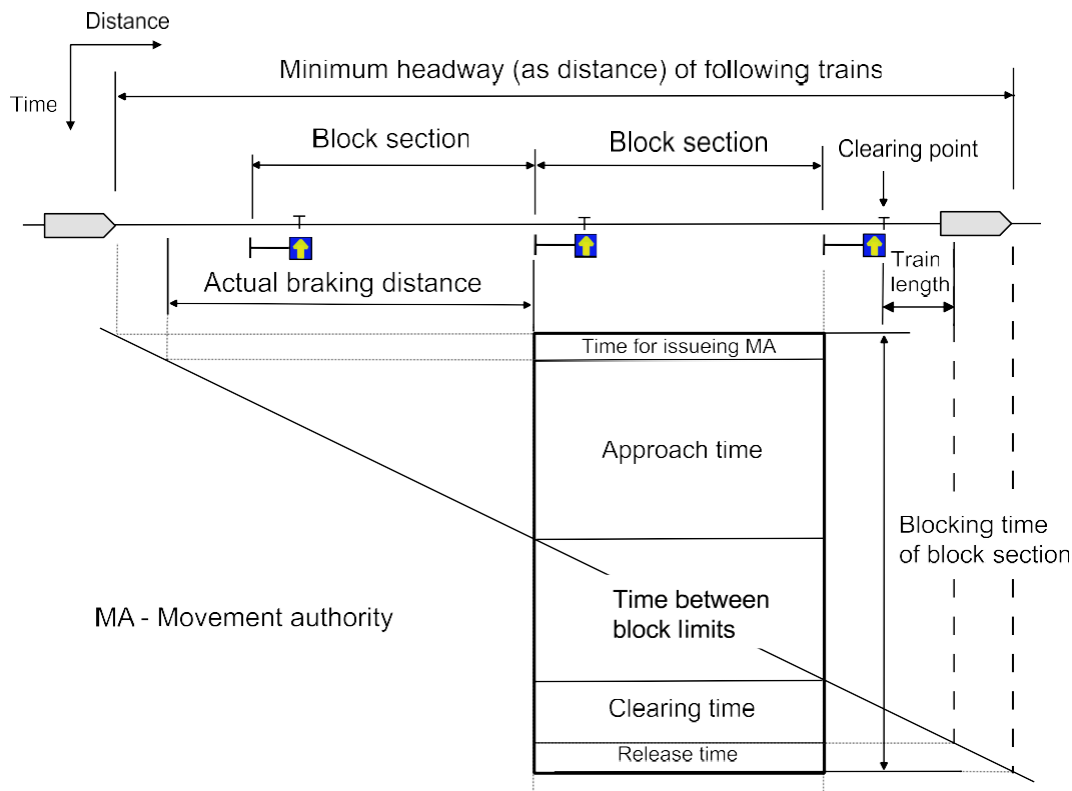 Distance
Minimum headway (as distance) of following trains
Time
Block section
Block section
Clearing point
Train
length
Actual braking distance
Time for issueing MA
Approach time
Blocking time
of block section
Time between
block limits
MA - Movement authority
Clearing time
Release time